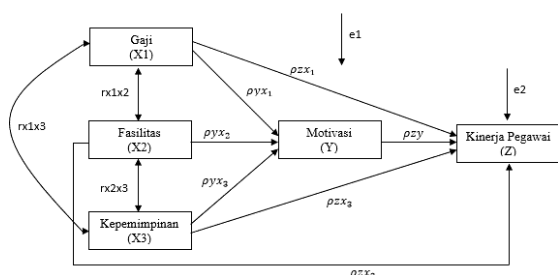 e1
Gaji
(X1)
ρzx₁
e2
rx1x2
ρyx₁
rx1x3
Fasilitas
(X2)
ρyx₂
Motivasi
(Y)
ρzy
Kinerja Pegawai
(Z)
rx2x3
ρyx₃
ρzx₃
Kepemimpinan
(X3)